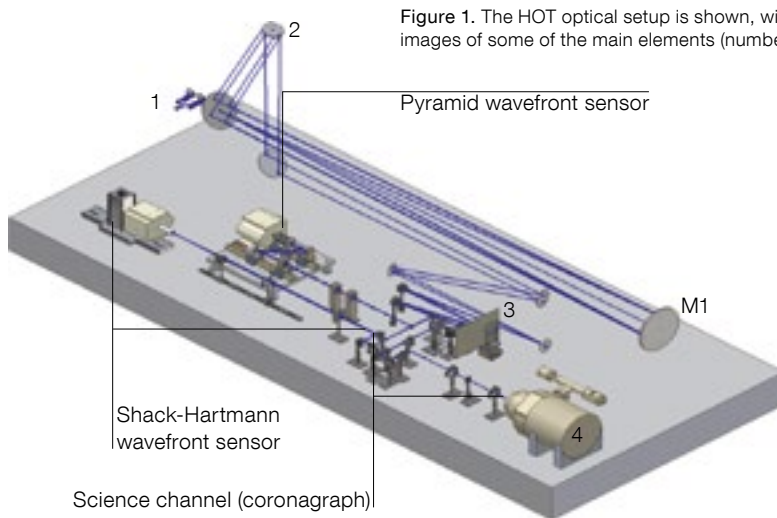 Figure 1. The HOT optical setup is shown, wi
images of some of the main elements (numbe
2
1
Pyramid wavefront sensor
3
M1
Shack-Hartmann
wavefront sensor
4
Science channel (coronagraph)